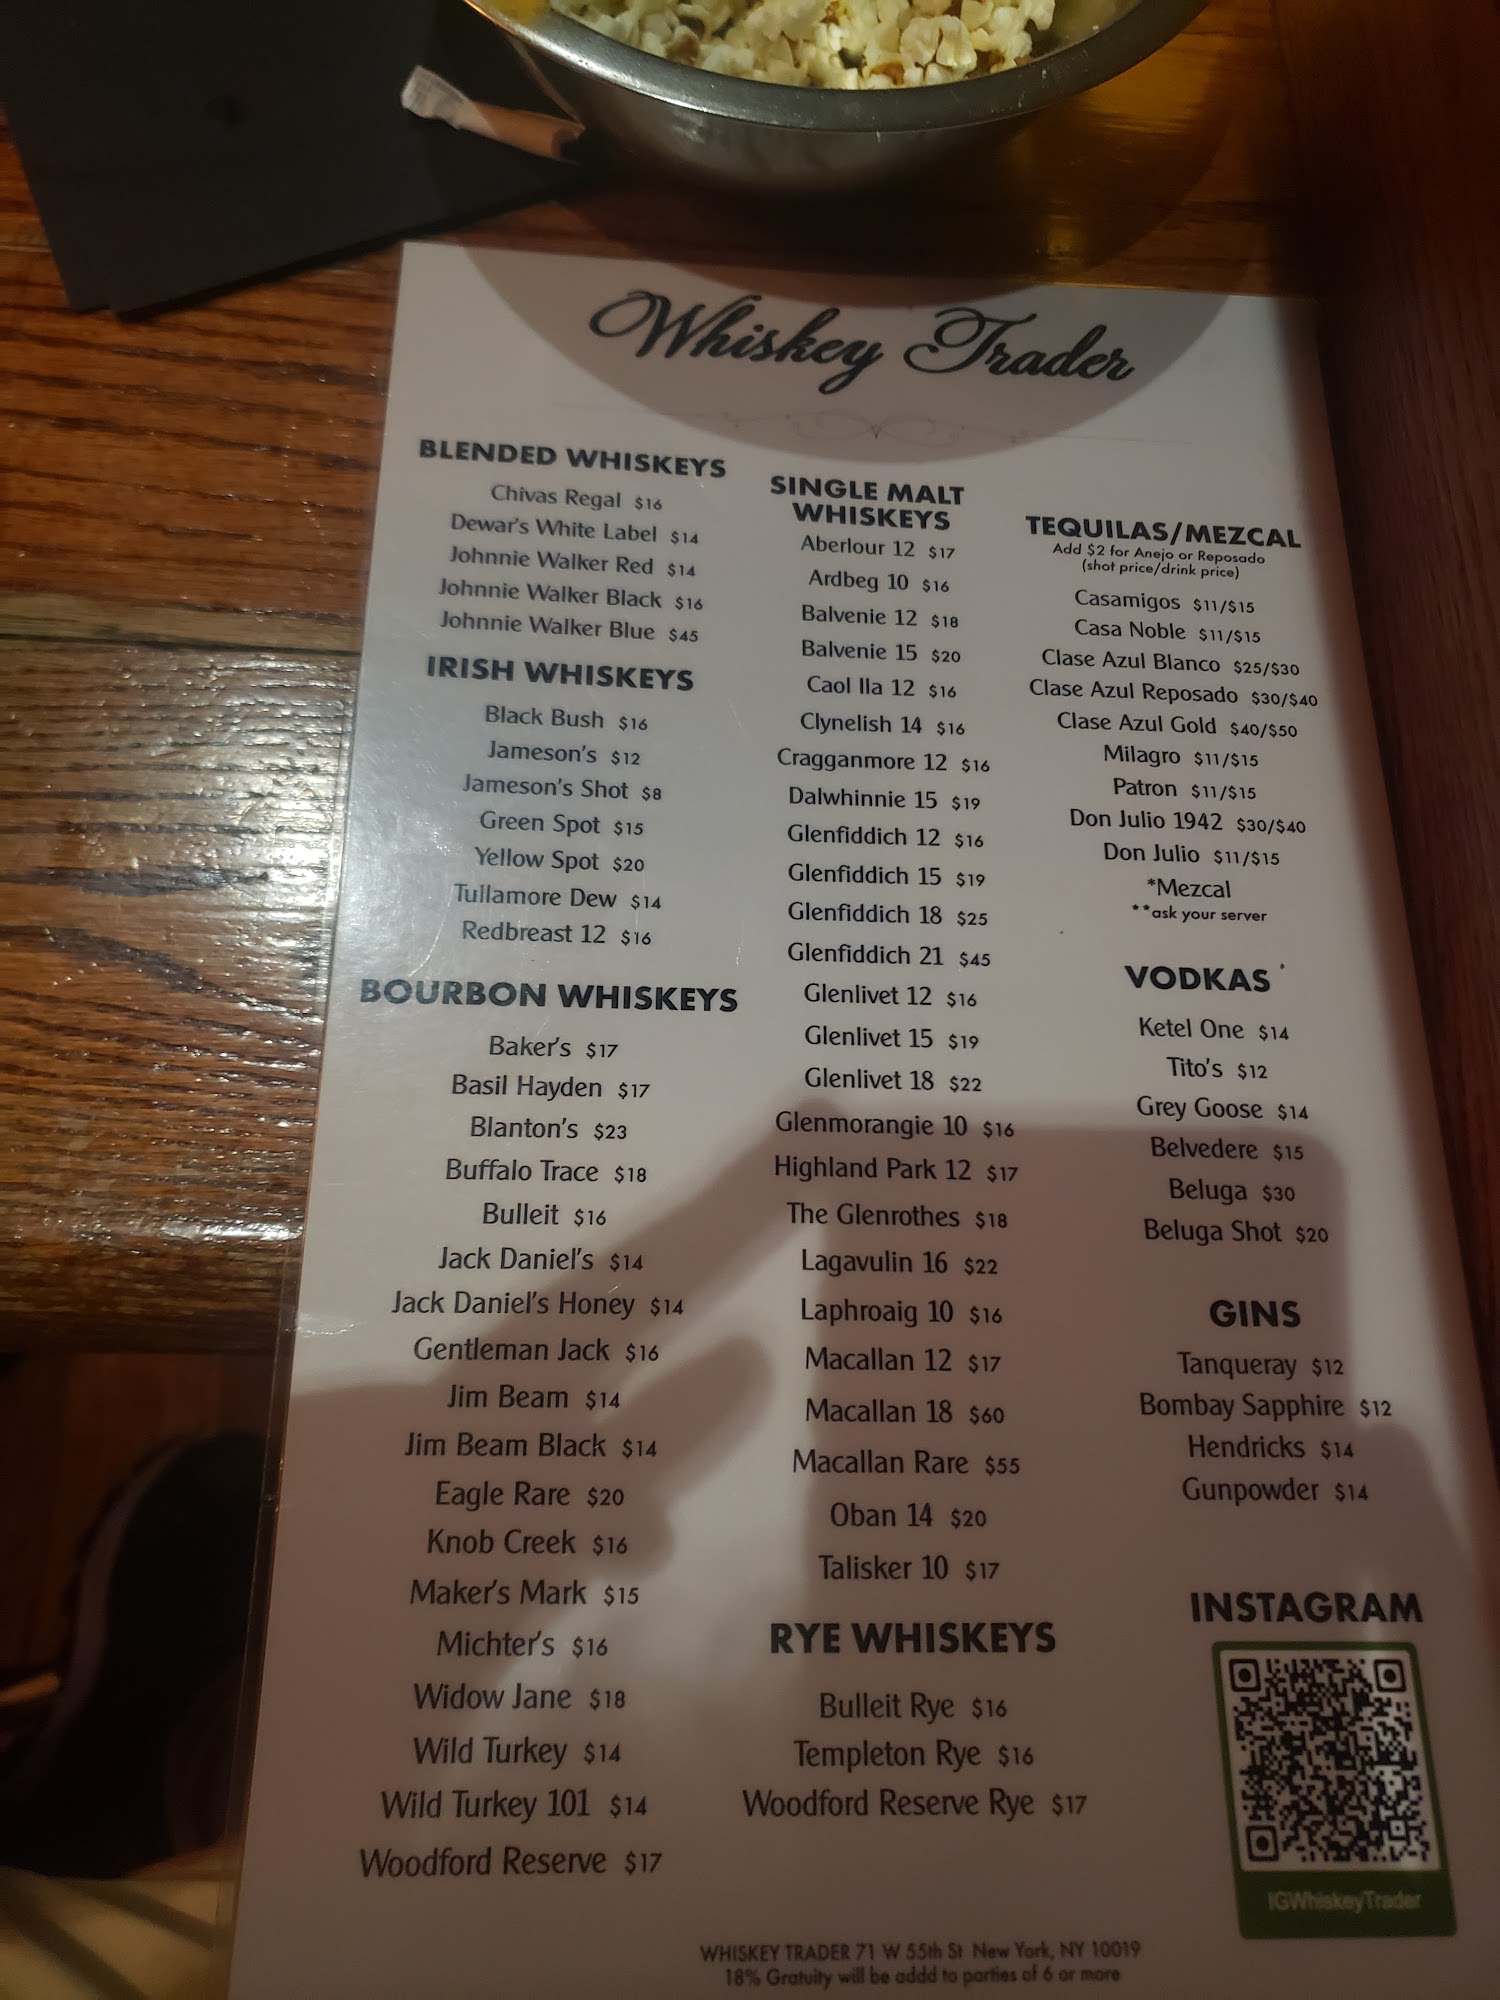 Whiskey Trader
BLENDED WHISKEYS
Chivas Regal $16
Dewar's White Label $14
Johnnie Walker Red $14
Johnnie Walker Black $16
Johnnie Walker Blue $45
IRISH WHISKEYS
Black Bush $16
Jameson's $12
Jameson's Shot $8
Green Spot $15
Yellow Spot $20
Tullamore Dew $14
Redbreast 12 $16
BOURBON WHISKEYS
Baker's $17
Basil Hayden $17
Blanton's $23
Buffalo Trace $18
Bulleit $16
Jack Daniel's $14
Jack Daniel's Honey $14
Gentleman Jack $16
Jim Beam $14
Jim Beam Black $14
Eagle Rare $20
Knob Creek $16
Maker's Mark $15
Michter's $16
Widow Jane $18
Wild Turkey $14
Wild Turkey 101 $14
Woodford Reserve $17
SINGLE MALT
WHISKEYS
Aberlour 12 $17
Ardbeg 10 $16
Balvenie 12 $18
Balvenie 15 $20
Caol Ila 12 $16
Clynelish 14 $16
Cragganmore 12 $16
Dalwhinnie 15 $19
Glenfiddich 12 $16
Glenfiddich 15 $19
Glenfiddich 18 $25
Glenfiddich 21 $45
Glenlivet 12 $16
Glenlivet 15 $19
Glenlivet 18 $22
Glenmorangie 10 $16
Highland Park 12 $17
The Glenrothes $18
Lagavulin 16 $22
Laphroaig 10 $16
Macallan 12 $17
Macallan 18 $60
Macallan Rare $55
Oban 14 $20
Talisker 10 $17
RYE WHISKEYS
Bulleit Rye $16
Templeton Rye $16
Woodford Reserve Rye $17
TEQUILAS/MEZCAL
Add $2 for Anejo or Reposado
(shot price/drink price)
Casamigos $11/$15
Casa Noble $11/$15
Clase Azul Blanco $25/$30
Clase Azul Reposado $30/$40
Clase Azul Gold $40/$50
Milagro $11/$15
Patron $11/$15
Don Julio 1942 $30/$40
Don Julio $11/$15
*Mezcal
**ask your server
VODKAS
Ketel One $14
Tito's $12
Grey Goose $14
Belvedere $15
Beluga $30
Beluga Shot $20
GINS
Tanqueray $12
Bombay Sapphire $12
Hendricks $14
Gunpowder $14
INSTAGRAM
IGWhiskeyTrader
WHISKEY TRADER 71 W 55th St New York, NY 10019
18% Gratuity will be addd to parties of 6 or more